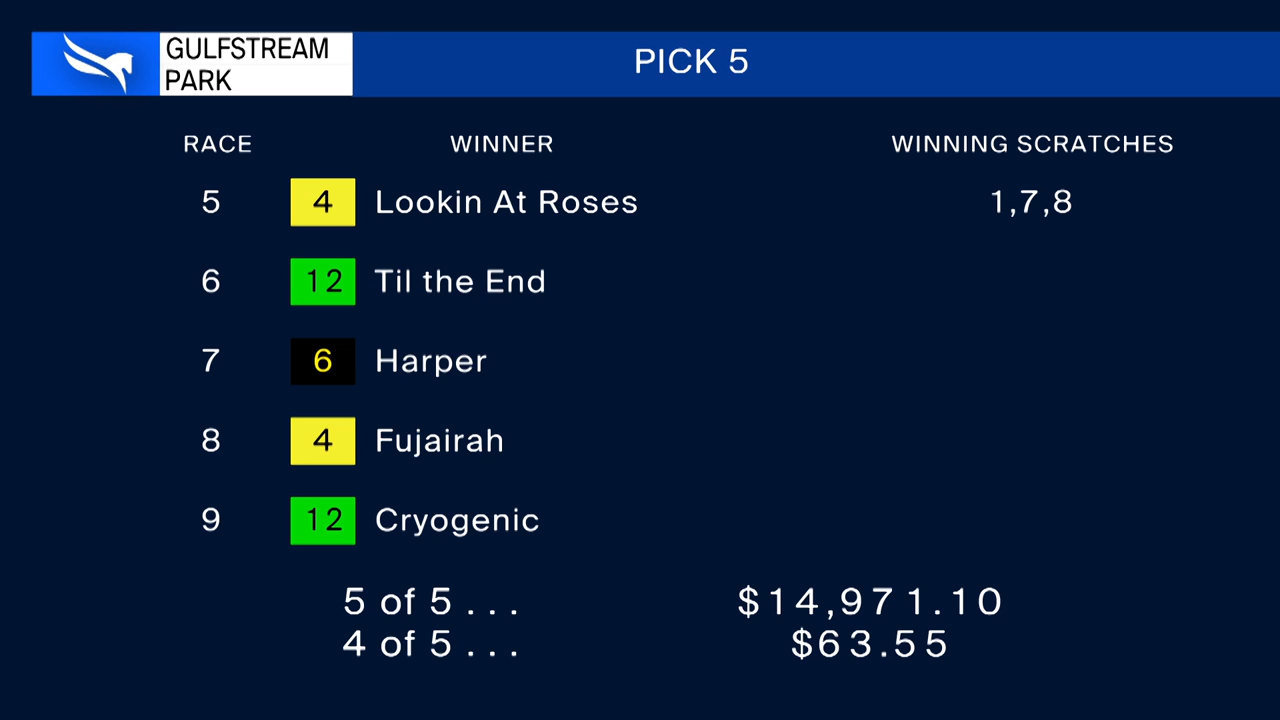 GULFSTREAM
PARK
PICK 5
RACE WINNER WINNING SCRATCHES
5 4 Lookin At Roses 1,7,8
6 12 Til the End
7 6 Harper
8 4 Fujairah
9 12 Cryogenic
5 of 5 . . . $14,971.10
4 of 5 . . . $63.55